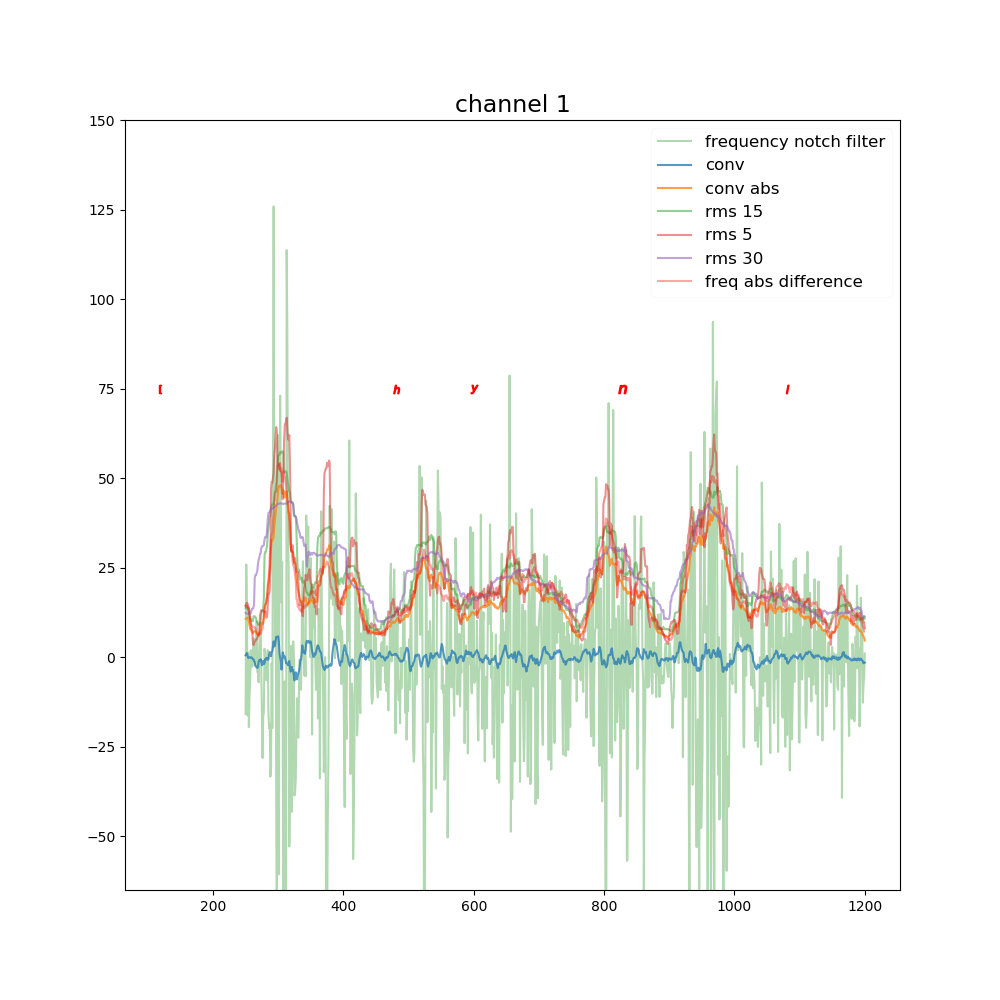 channel 1
150
125
100
75
50
25
0
−25
−50
frequency notch filter
conv
conv abs
rms 15
rms 5
rms 30
freq abs difference
h y n l
200 400 600 800 1000 1200